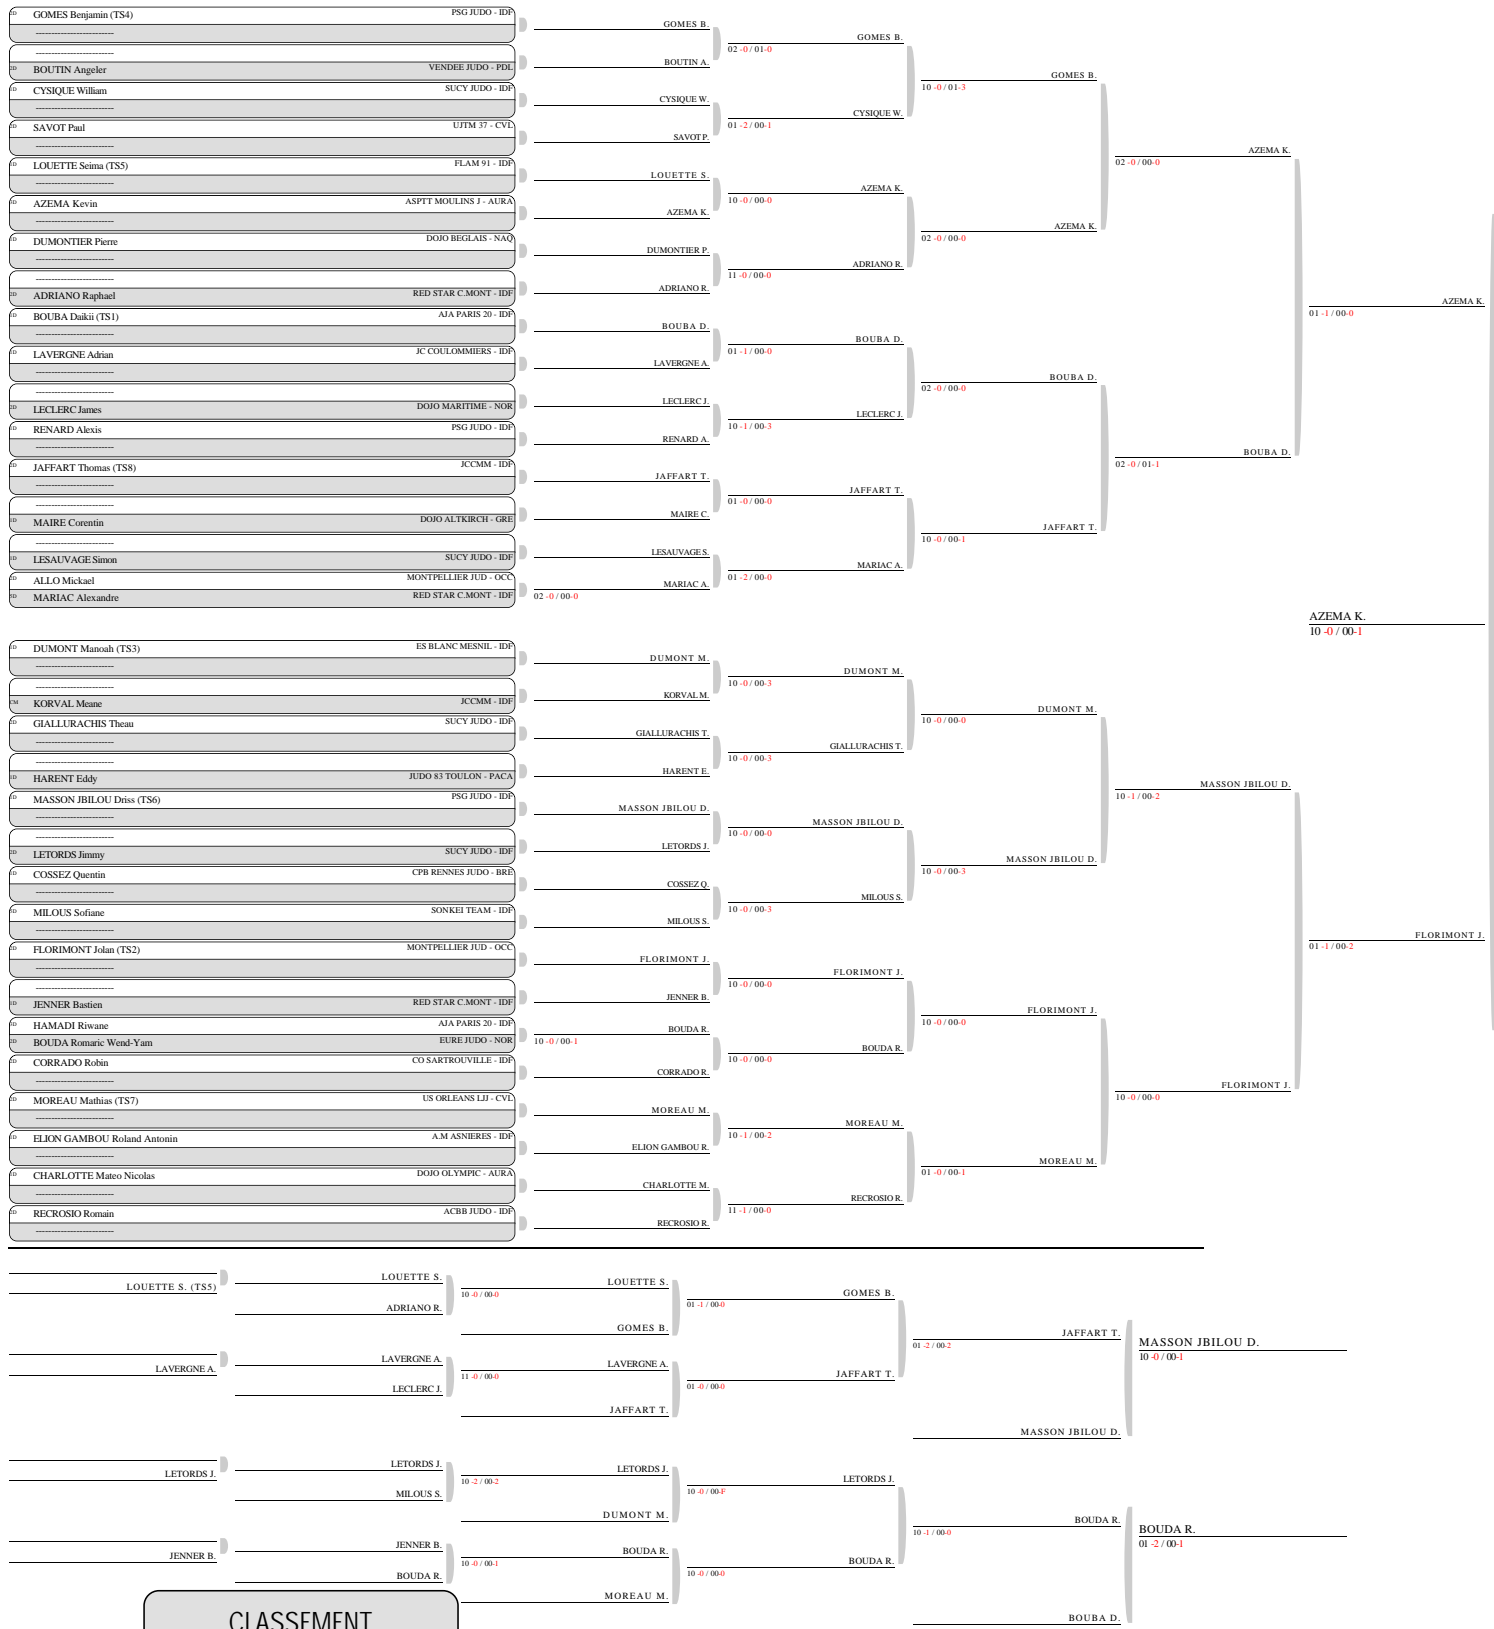 2D GOMES Benjamin (TS4) PSG JUDO - IDF
-------------------------
-------------------------
BOUTIN Angeler VENDEE JUDO - PDL
CYSIQUE William SUCY JUDO - IDF
-------------------------
SAVOT Paul UJTM 37 - CVL
-------------------------
LOUETTE Seima (TS5) FLAM 91 - IDF
-------------------------
AZEMA Kevin ASPTT MOULINS J - AURA
-------------------------
DUMONTIER Pierre DOJO BEGLAIS - NAQ
-------------------------
-------------------------
ADRIANO Raphael RED STAR C.MONT - IDF
BOUBA Daikii (TS1) AJA PARIS 20 - IDF
-------------------------
LAVERGNE Adrian JC COULOMMIERS - IDF
-------------------------
-------------------------
LECLERC James DOJO MARITIME - NOR
RENARD Alexis PSG JUDO - IDF
-------------------------
JAFFART Thomas (TS8) JCCMM - IDF
-------------------------
-------------------------
MAIRE Corentin DOJO ALTKIRCH - GRE
-------------------------
LESAUVAGE Simon SUCY JUDO - IDF
ALLO Mickael MONTPELLIER JUD - OCC
MARIAC Alexandre RED STAR C.MONT - IDF
DUMONT Manoah (TS3) ES BLANC MESNIL - IDF
-------------------------
-------------------------
KORVAL Meane JCCMM - IDF
GIALLURACHIS Theau SUCY JUDO - IDF
-------------------------
-------------------------
HARENT Eddy JUDO 83 TOULON - PACA
MASSON JBILOU Driss (TS6) PSG JUDO - IDF
-------------------------
-------------------------
LETORDS Jimmy SUCY JUDO - IDF
COSSEZ Quentin CPB RENNES JUDO - BRE
-------------------------
MILOUS Sofiane SONKEI TEAM - IDF
-------------------------
FLORIMONT Jolan (TS2) MONTPELLIER JUD - OCC
-------------------------
-------------------------
JENNER Bastien RED STAR C.MONT - IDF
HAMADI Riwane AJA PARIS 20 - IDF
BOUDA Romaric Wend-Yam EURE JUDO - NOR
CORRADO Robin CO SARTROUVILLE - IDF
-------------------------
MOREAU Mathias (TS7) US ORLEANS LJJ - CVL
-------------------------
ELION GAMBOU Roland Antonin A.M ASNIERES - IDF
-------------------------
CHARLOTTE Mateo Nicolas DOJO OLYMPIC - AURA
-------------------------
RECROSIO Romain ACBB JUDO - IDF
-------------------------
GOMES B.
BOUTIN A.
CYSIQUE W.
SAVOT P.
LOUETTE S.
AZEMA K.
DUMONTIER P.
ADRIANO R.
BOUBA D.
LAVERGNE A.
LECLERC J.
RENARD A.
JAFFART T.
MAIRE C.
LESAUVAGE S.
MARIAC A.
02 -0 / 00-0
DUMONT M.
KORVAL M.
GIALLURACHIS T.
HARENT E.
MASSON JBILOU D.
LETORDS J.
COSSEZ Q.
MILOUS S.
FLORIMONT J.
JENNER B.
BOUDA R.
10 -0 / 00-1
CORRADO R.
MOREAU M.
ELION GAMBOU R.
CHARLOTTE M.
RECROSIO R.
GOMES B.
02 -0 / 01-0
CYSIQUE W.
01 -2 / 00-1
AZEMA K.
10 -0 / 00-0
ADRIANO R.
11 -0 / 00-0
BOUBA D.
01 -1 / 00-0
LECLERC J.
10 -1 / 00-3
JAFFART T.
01 -0 / 00-0
MARIAC A.
01 -2 / 00-0
DUMONT M.
10 -0 / 00-3
GIALLURACHIS T.
10 -0 / 00-3
MASSON JBILOU D.
10 -0 / 00-0
MILOUS S.
10 -0 / 00-3
FLORIMONT J.
10 -0 / 00-0
BOUDA R.
10 -0 / 00-0
MOREAU M.
10 -1 / 00-2
RECROSIO R.
11 -1 / 00-0
GOMES B.
10 -0 / 01-3
AZEMA K.
02 -0 / 00-0
BOUBA D.
02 -0 / 00-0
JAFFART T.
10 -0 / 00-1
DUMONT M.
10 -0 / 00-0
MASSON JBILOU D.
10 -0 / 00-3
FLORIMONT J.
10 -0 / 00-0
MOREAU M.
01 -0 / 00-1
AZEMA K.
02 -0 / 00-0
BOUBA D.
02 -0 / 01-1
MASSON JBILOU D.
10 -1 / 00-2
FLORIMONT J.
10 -0 / 00-0
AZEMA K.
01 -1 / 00-0
AZEMA K.
10 -0 / 00-1
FLORIMONT J.
01 -1 / 00-2
LOUETTE S. (TS5)
LAVERGNE A.
LETORDS J.
JENNER B.
LOUETTE S.
ADRIANO R.
LAVERGNE A.
LECLERC J.
LETORDS J.
MILOUS S.
JENNER B.
BOUDA R.
LOUETTE S.
10 -0 / 00-0
GOMES B.
LAVERGNE A.
11 -0 / 00-0
JAFFART T.
LETORDS J.
10 -2 / 00-2
DUMONT M.
BOUDA R.
10 -0 / 00-1
MOREAU M.
GOMES B.
01 -1 / 00-0
JAFFART T.
01 -0 / 00-0
LETORDS J.
10 -0 / 00-F
BOUDA R.
10 -0 / 00-0
JAFFART T.
01 -2 / 00-2
MASSON JBILOU D.
BOUDA R.
10 -1 / 00-0
BOUBA D.
MASSON JBILOU D.
10 -0 / 00-1
BOUDA R.
01 -2 / 00-1
CLASSEMENT